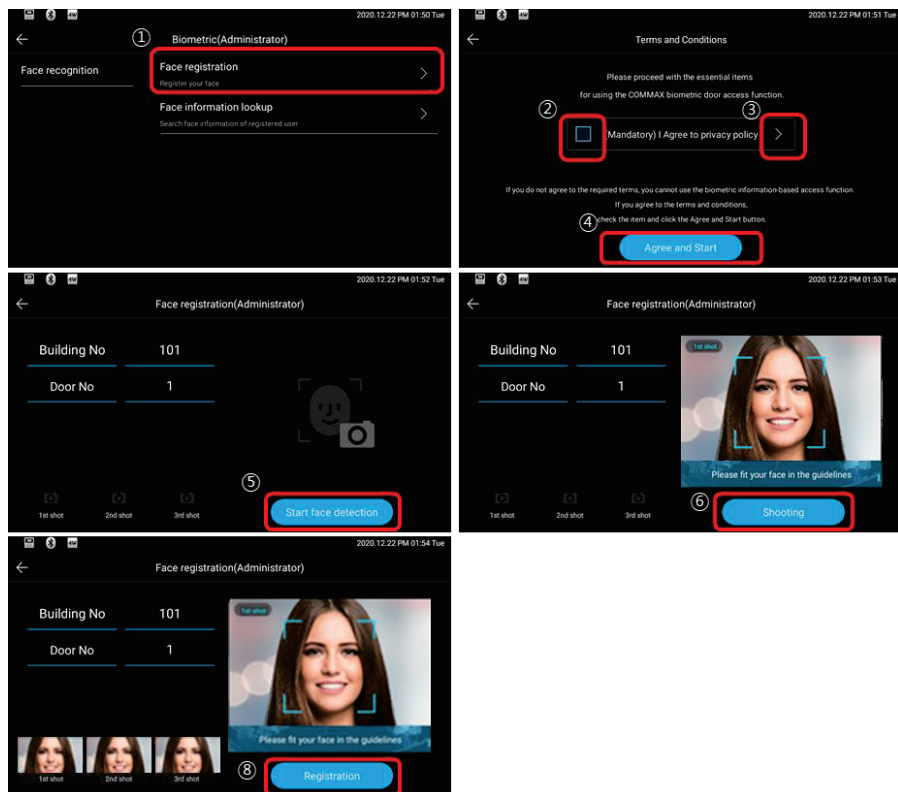 4W
2020.12.22 PM 01:50 Tue
① Biometric(Administrator)
Face recognition
Face registration
Register your face
Face information lookup
Search face information of registered user
4W
2020.12.22 PM 01:51 Tue
Terms and Conditions
Please proceed with the essential items
for using the COMMAX biometric door access function.
② ③
(Mandatory) I Agree to privacy policy
If you do not agree to the required terms, you cannot use the biometric information-based access function
If you agree to the terms and conditions,
④ check the item and click the Agree and Start button.
Agree and Start
4W
2020.12.22 PM 01:52 Tue
Face registration(Administrator)
Building No 101
Door No 1
⑤
1st shot 2nd shot 3rd shot
Start face detection
4W
2020.12.22 PM 01:53 Tue
Face registration(Administrator)
Building No 101
1st shot
Door No 1
Please fit your face in the guidelines
⑥
1st shot 2nd shot 3rd shot
Shooting
4W
2020.12.22 PM 01:54 Tue
Face registration(Administrator)
Building No 101
1st shot
Door No 1
Please fit your face in the guidelines
⑧
1st shot 2nd shot 3rd shot
Registration